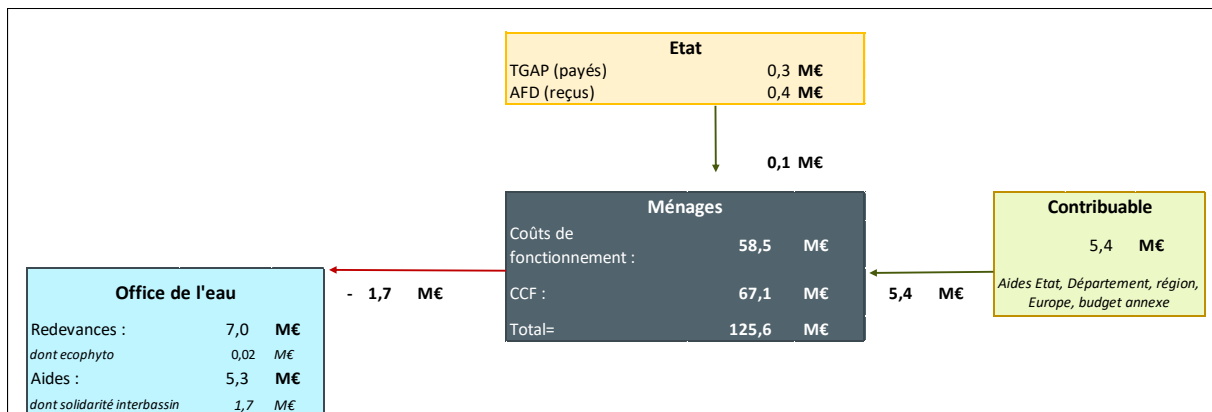 Etat
TGAP (payés) 0,3 M€
AFD (reçus) 0,4 M€
0,1 M€
Ménages
Coûts de
fonctionnement : 58,5 M€
CCF : 67,1 M€
Total= 125,6 M€
Contribuable
5,4 M€
Aides Etat, Département, région,
Europe, budget annexe
5,4 M€
- 1,7 M€
Office de l'eau
Redevances : 7,0 M€
dont ecophyto 0,02 M€
Aides : 5,3 M€
dont solidarité interbassin 1,7 M€